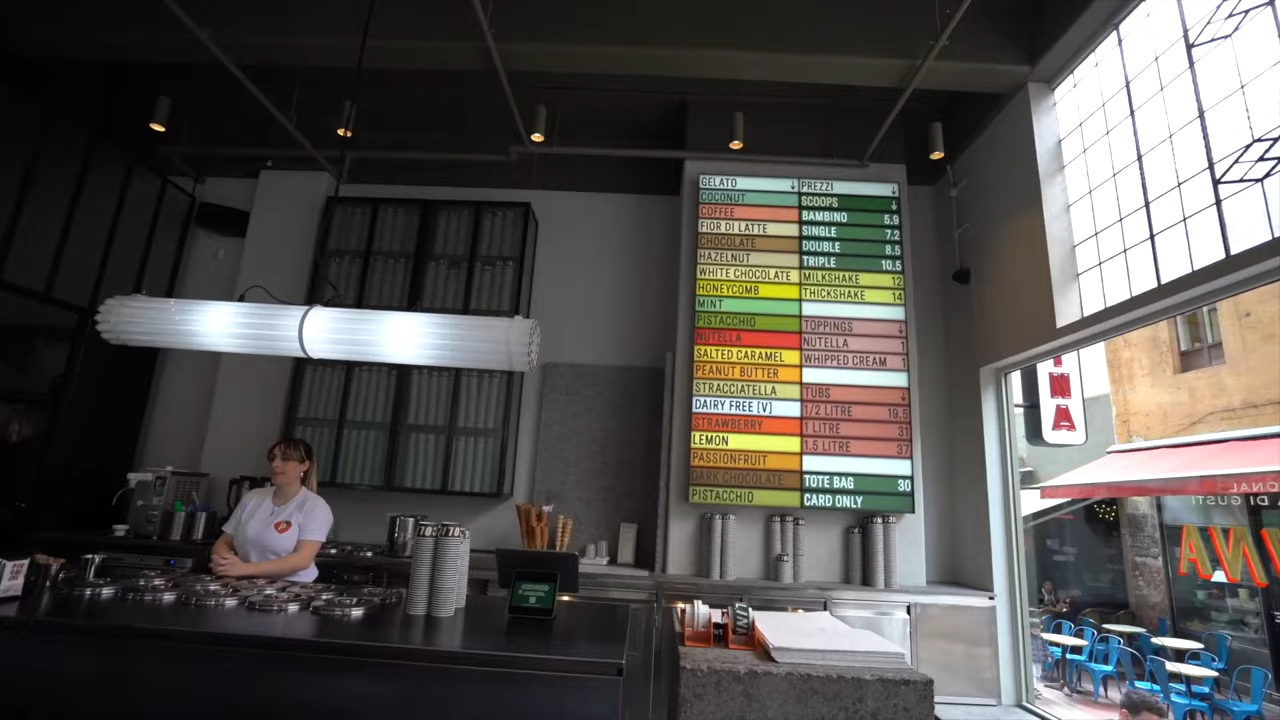 GELATO ↓
COCONUT
COFFEE
FIOR DI LATTE
CHOCOLATE
HAZELNUT
WHITE CHOCOLATE
HONEYCOMB
MINT
PISTACCHIO
NUTELLA
SALTED CARAMEL
PEANUT BUTTER
STRACCIATELLA
DAIRY FREE [V]
STRAWBERRY
LEMON
PASSIONFRUIT
DARK CHOCOLATE
PISTACCHIO
PREZZI
SCOOPS ↓
BAMBINO 5.9
SINGLE 7.2
DOUBLE 8.5
TRIPLE 10.5
MILKSHAKE 12
THICKSHAKE 14
TOPPINGS ↓
NUTELLA 1
WHIPPED CREAM 1
TUBS ↓
1/2 LITRE 19.5
1 LITRE 31
1.5 LITRE 37
TOTE BAG 30
CARD ONLY
NA
DI GUSTI